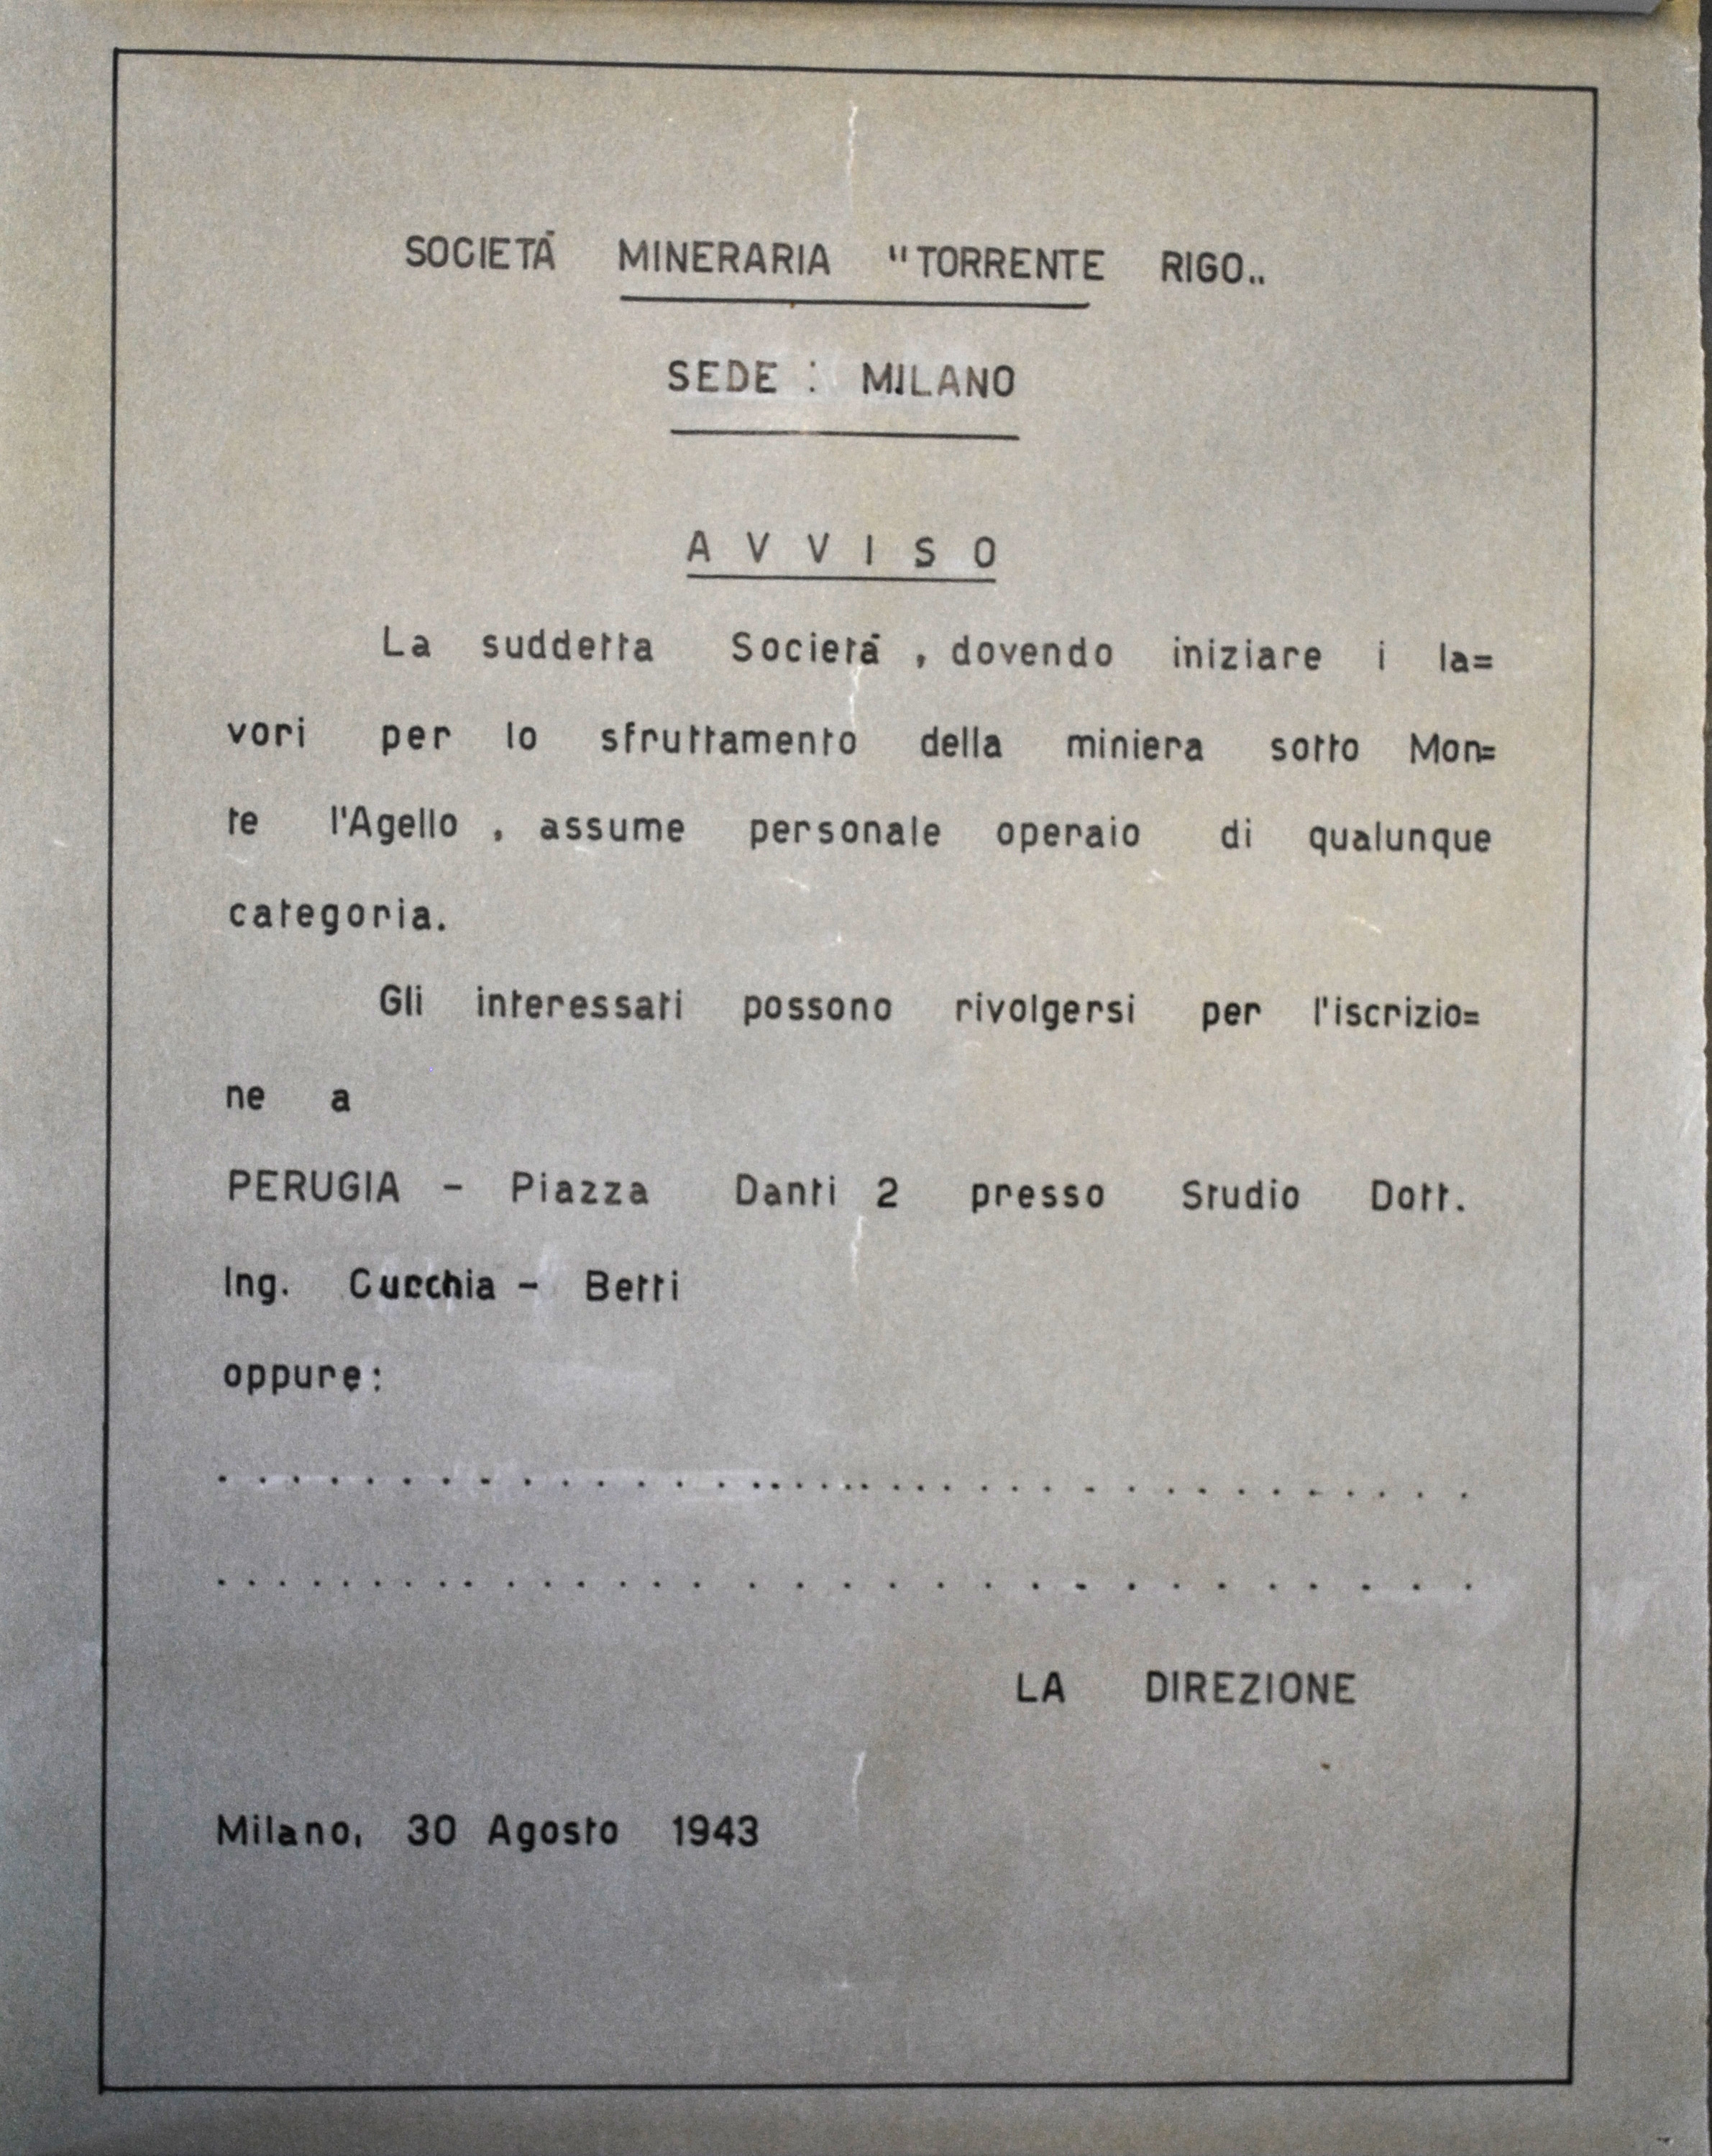 SOCIETÀ MINERARIA "TORRENTE RIGO„
SEDE : MILANO
AVVISO
La suddetta Società, dovendo iniziare i la=
vori per lo sfruttamento della miniera sotto Mon=
te l'Agello, assume personale operaio di qualunque
categoria.
Gli interessati possono rivolgersi per l'iscrizio=
ne a
PERUGIA - Piazza Danti 2 presso Studio Dott.
Ing. Cucchia - Betti
oppure:
LA DIREZIONE
Milano, 30 Agosto 1943